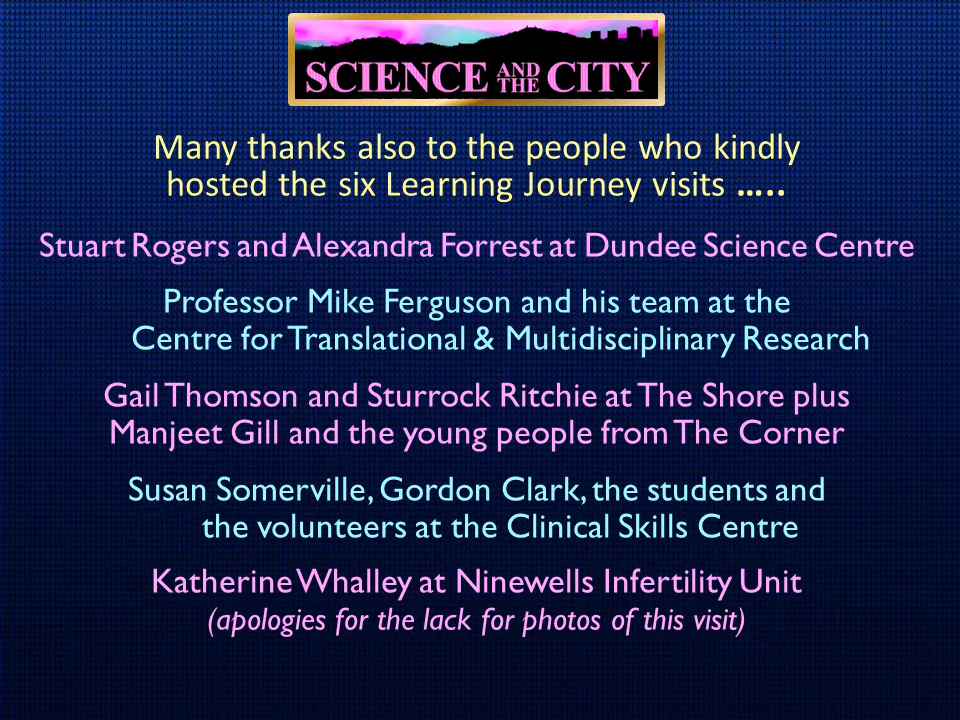 SCIENCE AND THE CITY
Many thanks also to the people who kindly
hosted the six Learning Journey visits …..
Stuart Rogers and Alexandra Forrest at Dundee Science Centre
Professor Mike Ferguson and his team at the
Centre for Translational & Multidisciplinary Research
Gail Thomson and Sturrock Ritchie at The Shore plus
Manjeet Gill and the young people from The Corner
Susan Somerville, Gordon Clark, the students and
the volunteers at the Clinical Skills Centre
Katherine Whalley at Ninewells Infertility Unit
(apologies for the lack for photos of this visit)